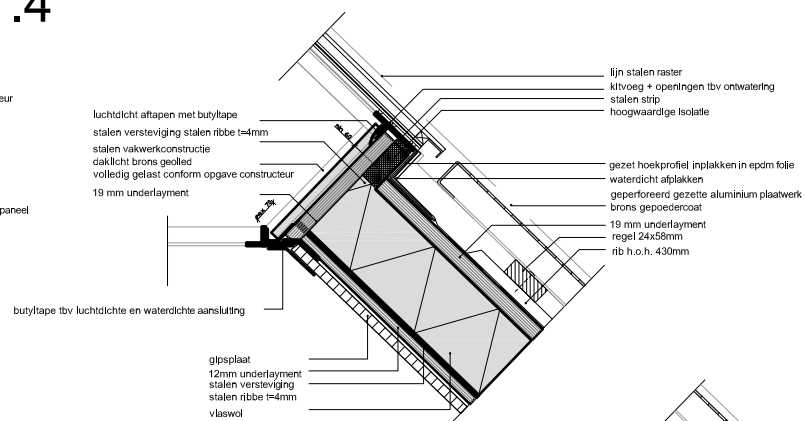 .4
lijn stalen raster
kitvoeg + openingen tbv ontwatering
stalen strip
hoogwaardige isolatie
eur
luchtdicht aftapen met butyltape
stalen versteviging stalen ribbe t=4mm
stalen vakwerkconstructie
daklicht brons geolied
volledig gelast conform opgave constructeur
19 mm underlayment
gezet hoekprofiel inplakken in epdm folie
waterdicht afplakken
geperforeerd gezette aluminium plaatwerk
brons gepoedercoat
paneel
19 mm underlayment
regel 24x58mm
rib h.o.h. 430mm
butyltape tbv luchtdichte en waterdichte aansluiting
gipsplaat
12mm underlayment
stalen versteviging
stalen ribbe t=4mm
vlaswol